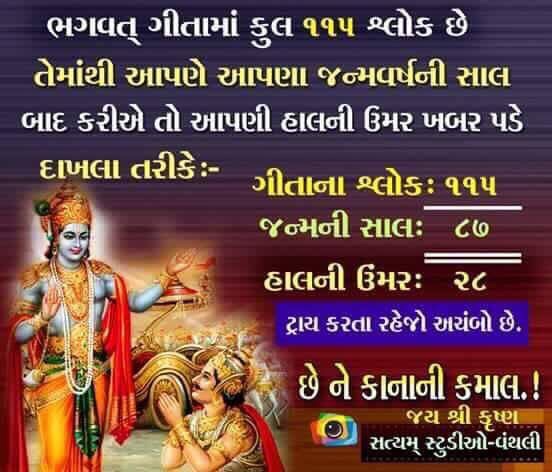 ભગવત્ ગીતામાં કુલ ૧૧૫ શ્લોક છે
તેમાંથી આપણે આપણા જન્મવર્ષની સાલ
બાદ કરીએ તો આપણી હાલની ઉમર ખબર પડે
દાખલા તરીકેઃ-
ગીતાના શ્લોકઃ ૧૧૫
જન્મની સાલઃ ૮૭
હાલની ઉંમરઃ ૨૮
ટ્રાય કરતા રહેજો અચંબો છે.
છે ને કાનાની કમાલ.!
જય શ્રી કૃષ્ણ
સત્યમ્ સ્ટુડીઓ-વંથલી